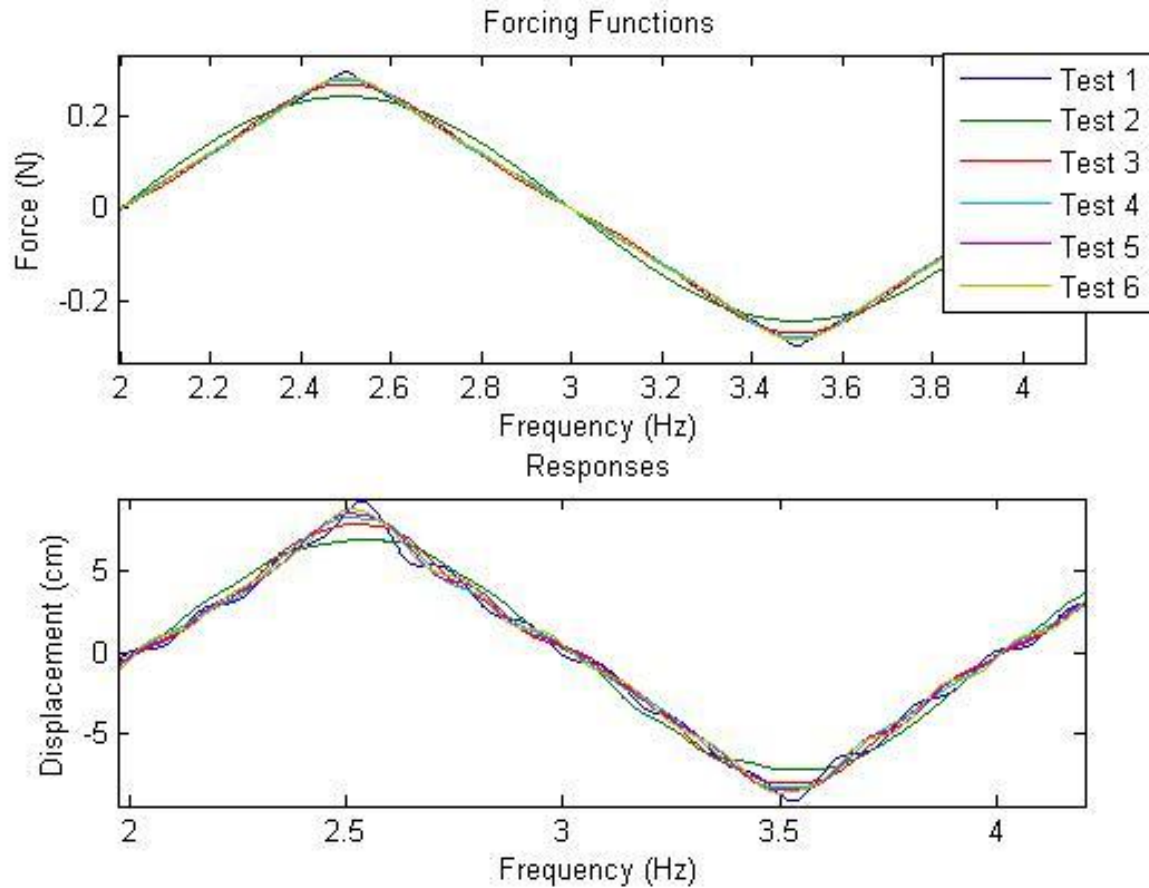 Forcing Functions
Force (N)
0.2
0
-0.2
2 2.2 2.4 2.6 2.8 3 3.2 3.4 3.6 3.8 4
Frequency (Hz)
Test 1
Test 2
Test 3
Test 4
Test 5
Test 6
Responses
Displacement (cm)
5
0
-5
2 2.5 3 3.5 4
Frequency (Hz)